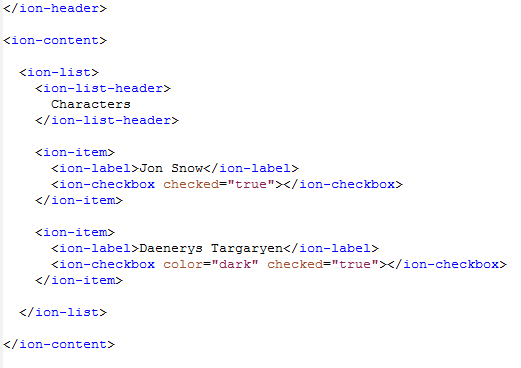 </ion-header>
<ion-content>
<ion-list>
<ion-list-header>
Characters
</ion-list-header>
<ion-item>
<ion-label>Jon Snow</ion-label>
<ion-checkbox checked="true"></ion-checkbox>
</ion-item>
<ion-item>
<ion-label>Daenerys Targaryen</ion-label>
<ion-checkbox color="dark" checked="true"></ion-checkbox>
</ion-item>
</ion-list>
</ion-content>